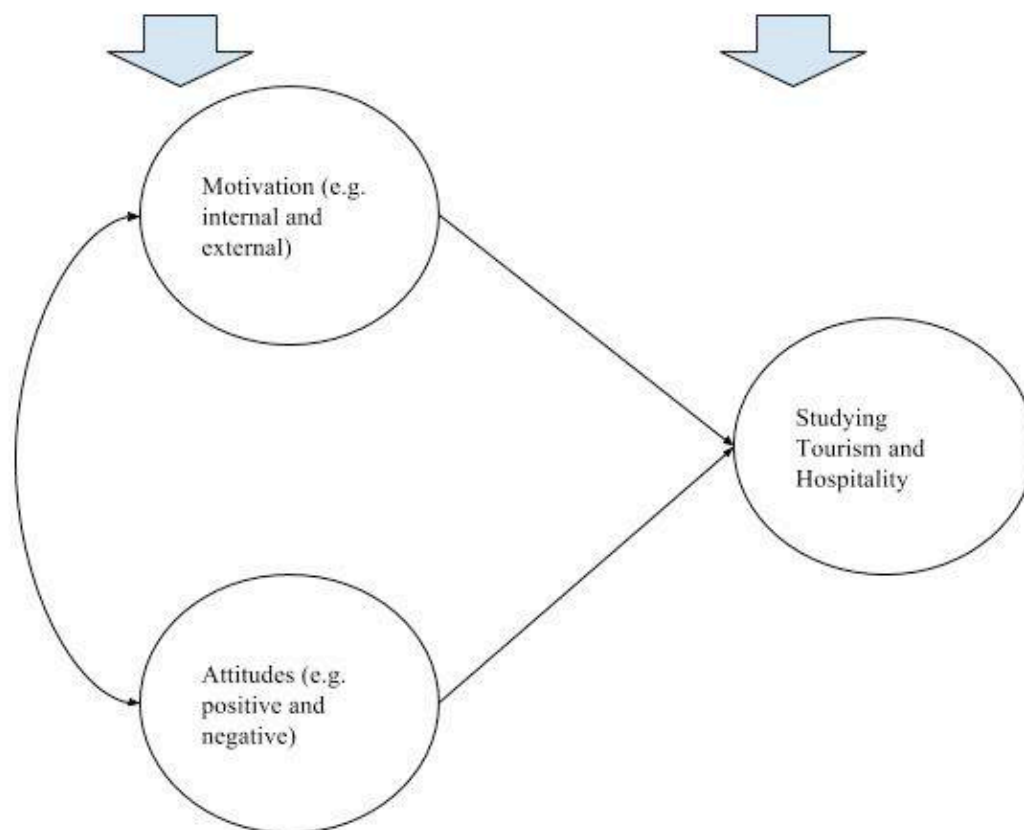 Motivation (e.g.
internal and
external)
Studying
Tourism and
Hospitality
Attitudes (e.g.
positive and
negative)